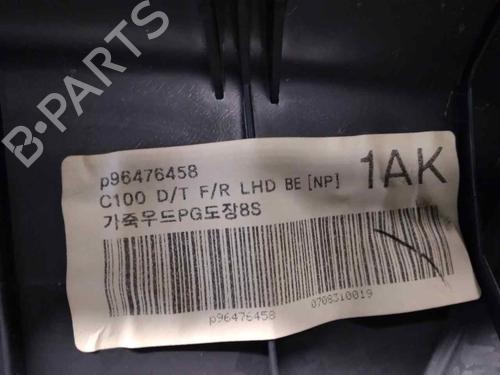 B-PARTS
p96476458
1AK
C100 D/T F/R LHD BE [NP]
가죽우드PG도장8S
0708310019
p96476458